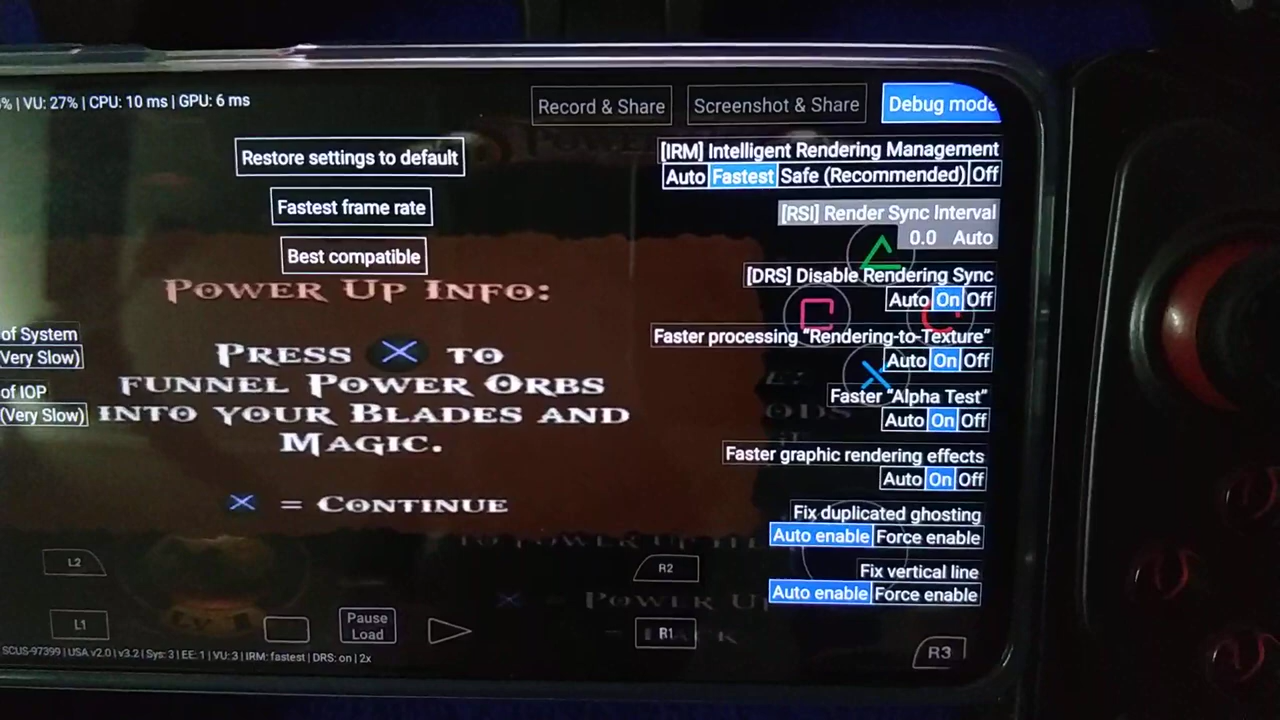 % | VU: 27% | CPU: 10 ms | GPU: 6 ms
Record & Share
Screenshot & Share
Debug mode
Restore settings to default
Fastest frame rate
Best compatible
[IRM] Intelligent Rendering Management
Auto Fastest Safe (Recommended) Off
[RSI] Render Sync Interval
0.0 Auto
[DRS] Disable Rendering Sync
Auto On Off
Faster processing “Rendering-to-Texture”
Auto On Off
Faster “Alpha Test”
Auto On Off
Faster graphic rendering effects
Auto On Off
Fix duplicated ghosting
Auto enable Force enable
Fix vertical line
Auto enable Force enable
of System
(Very Slow)
of IOP
(Very Slow)
Power Up Info:
Press X to
funnel Power Orbs
into your Blades and
Magic.
X = Continue
L2
R2
L1
Pause
Load
R1
R3
X = Power Up
= Back
SCUS-97399 | USA v2.0 | v3.2 | Sys: 3 | EE: 1 | VU: 3 | IRM: fastest | DRS: on | 2x